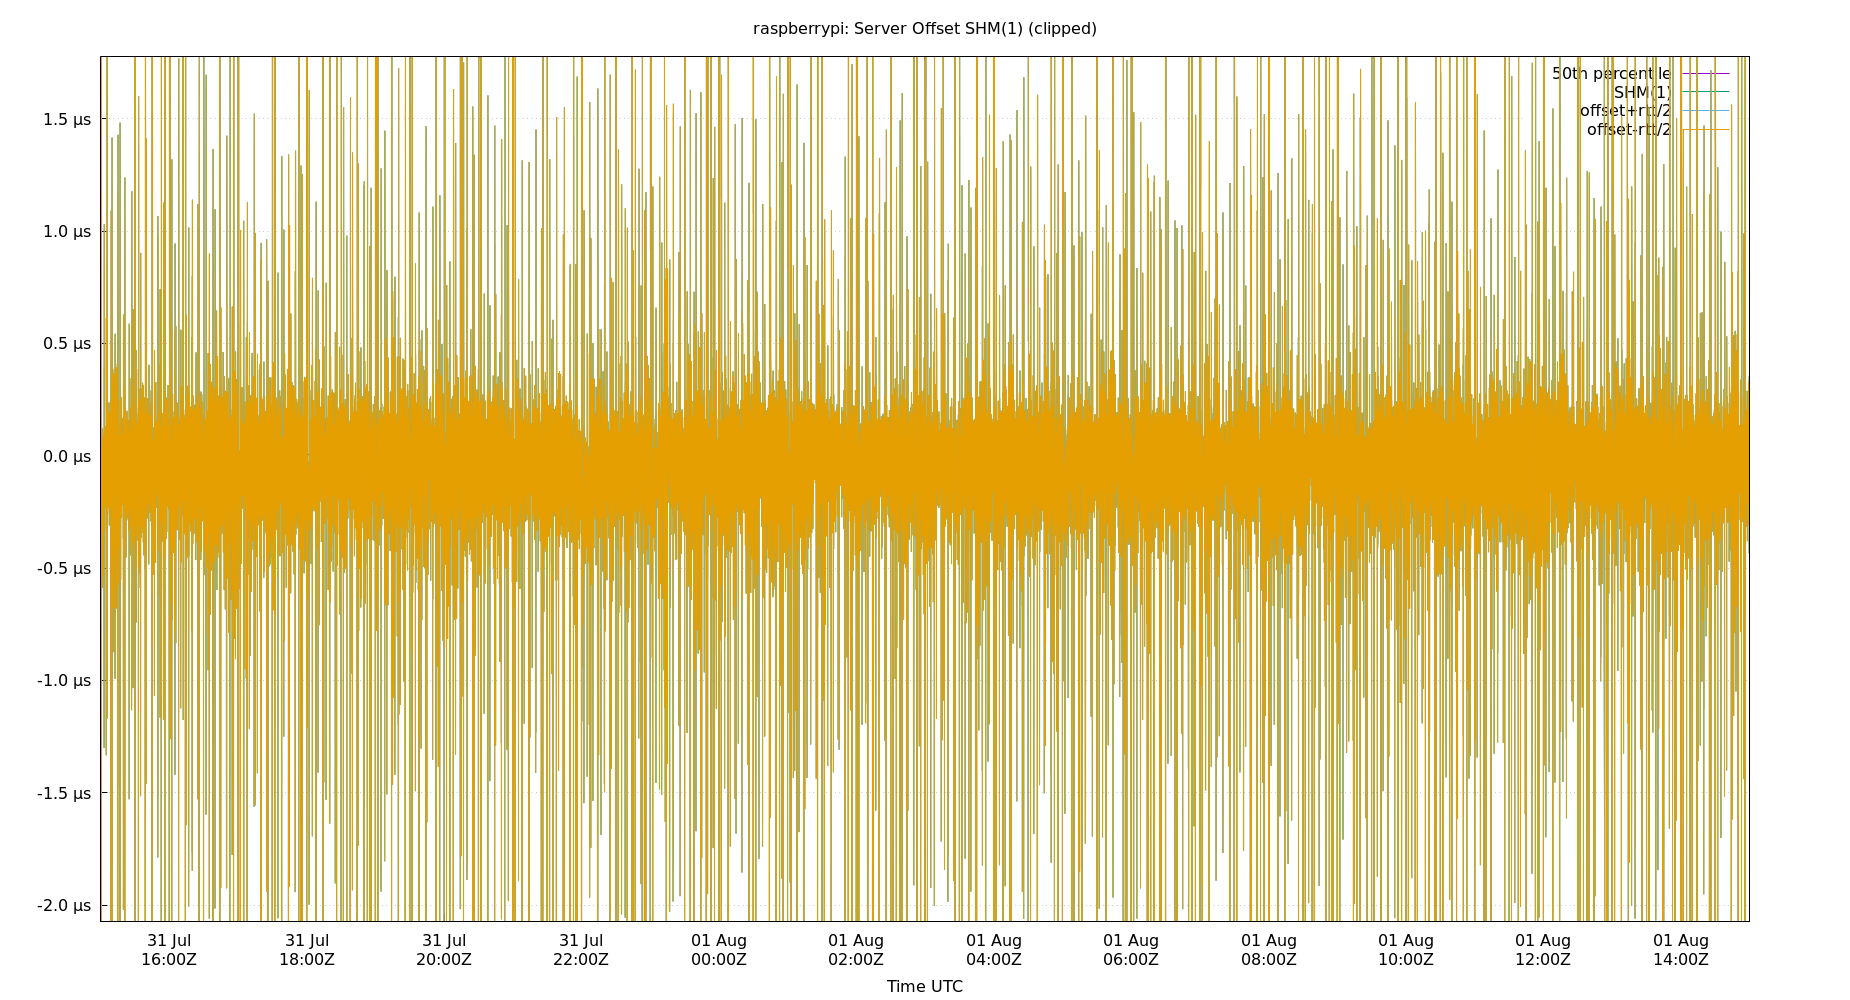 raspberrypi: Server Offset SHM(1) (clipped)
50th percentile
SHM(1)
offset+rtt/2
offset-rtt/2
1.5 µs
1.0 µs
0.5 µs
0.0 µs
-0.5 µs
-1.0 µs
-1.5 µs
-2.0 µs
31 Jul 31 Jul 31 Jul 31 Jul 01 Aug 01 Aug 01 Aug 01 Aug 01 Aug 01 Aug 01 Aug 01 Aug
16:00Z 18:00Z 20:00Z 22:00Z 00:00Z 02:00Z 04:00Z 06:00Z 08:00Z 10:00Z 12:00Z 14:00Z
Time UTC